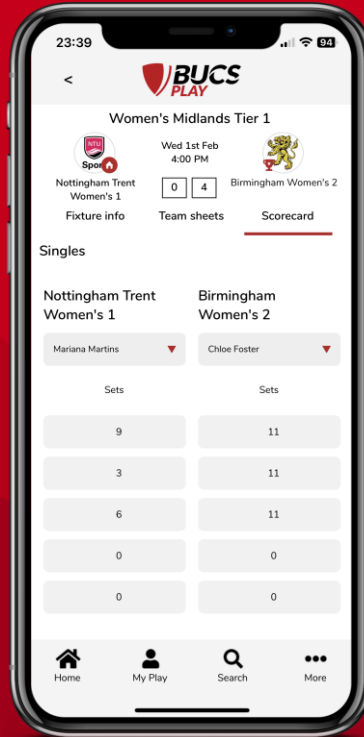 23:39
94
<
BUCS
PLAY
Women's Midlands Tier 1
NTU
Spor
Wed 1st Feb
4:00 PM
0 4
Nottingham Trent
Women's 1
Birmingham Women's 2
Fixture info Team sheets Scorecard
Singles
Nottingham Trent
Women's 1
Birmingham
Women's 2
Mariana Martins
Chloe Foster
Sets Sets
9 11
3 11
6 11
0 0
0 0
Home My Play Search More